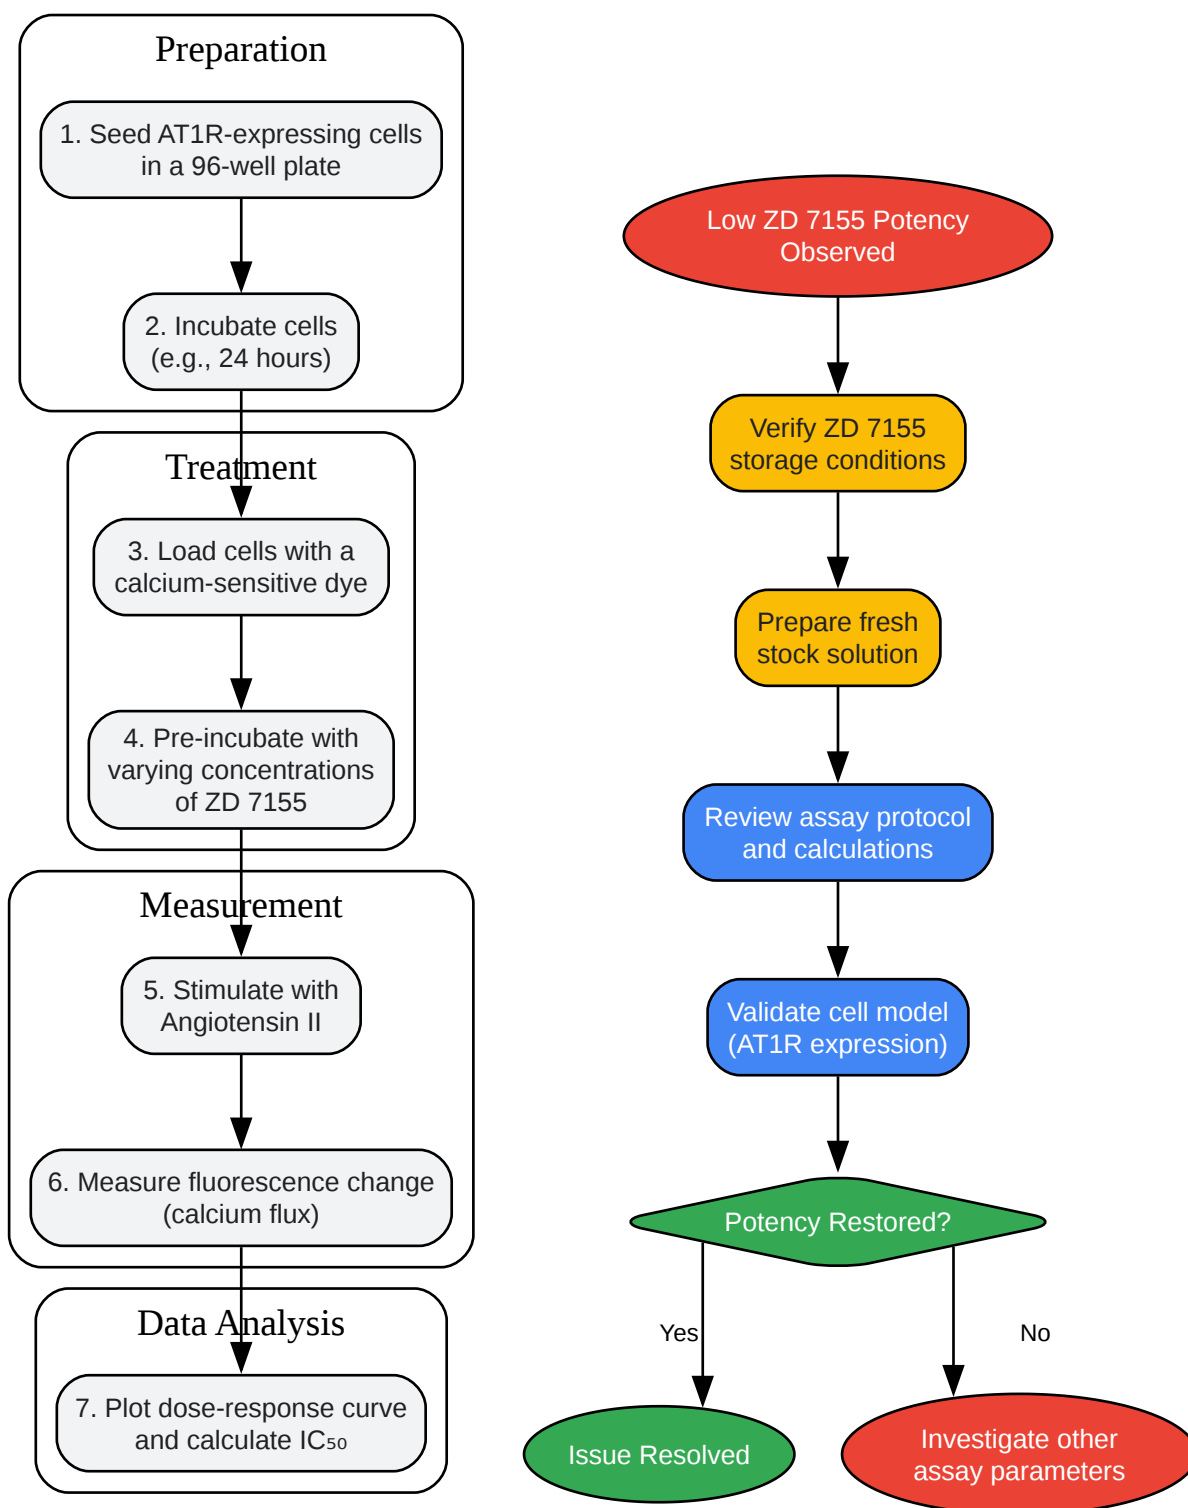 Preparation
1. Seed AT1R-expressing cells
in a 96-well plate
2. Incubate cells
(e.g., 24 hours)
Treatment
3. Load cells with a
calcium-sensitive dye
4. Pre-incubate with
varying concentrations
of ZD 7155
Measurement
5. Stimulate with
Angiotensin II
6. Measure fluorescence change
(calcium flux)
Data Analysis
7. Plot dose-response curve
and calculate IC₅₀
Low ZD 7155 Potency
Observed
Verify ZD 7155
storage conditions
Prepare fresh
stock solution
Review assay protocol
and calculations
Validate cell model
(AT1R expression)
Potency Restored?
Yes
No
Issue Resolved
Investigate other
assay parameters